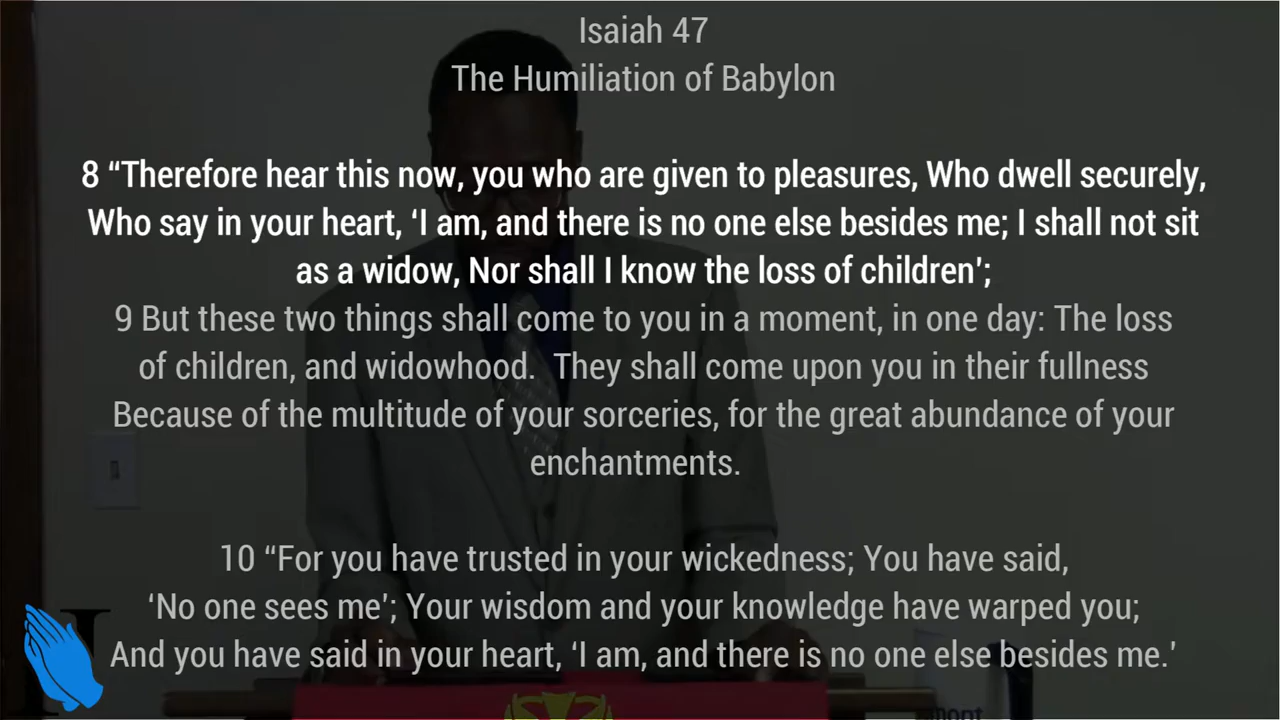 Isaiah 47
The Humiliation of Babylon
8 “Therefore hear this now, you who are given to pleasures, Who dwell securely,
Who say in your heart, ‘I am, and there is no one else besides me; I shall not sit
as a widow, Nor shall I know the loss of children’;
9 But these two things shall come to you in a moment, in one day: The loss
of children, and widowhood.  They shall come upon you in their fullness
Because of the multitude of your sorceries, for the great abundance of your
enchantments.
10 “For you have trusted in your wickedness; You have said,
‘No one sees me’; Your wisdom and your knowledge have warped you;
And you have said in your heart, ‘I am, and there is no one else besides me.’